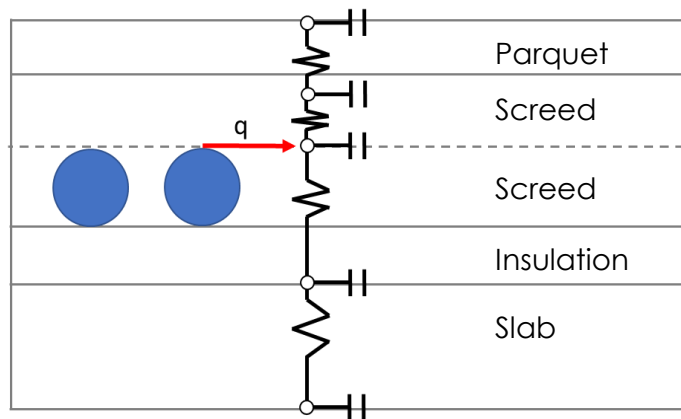 Parquet
Screed
q
Screed
Insulation
Slab